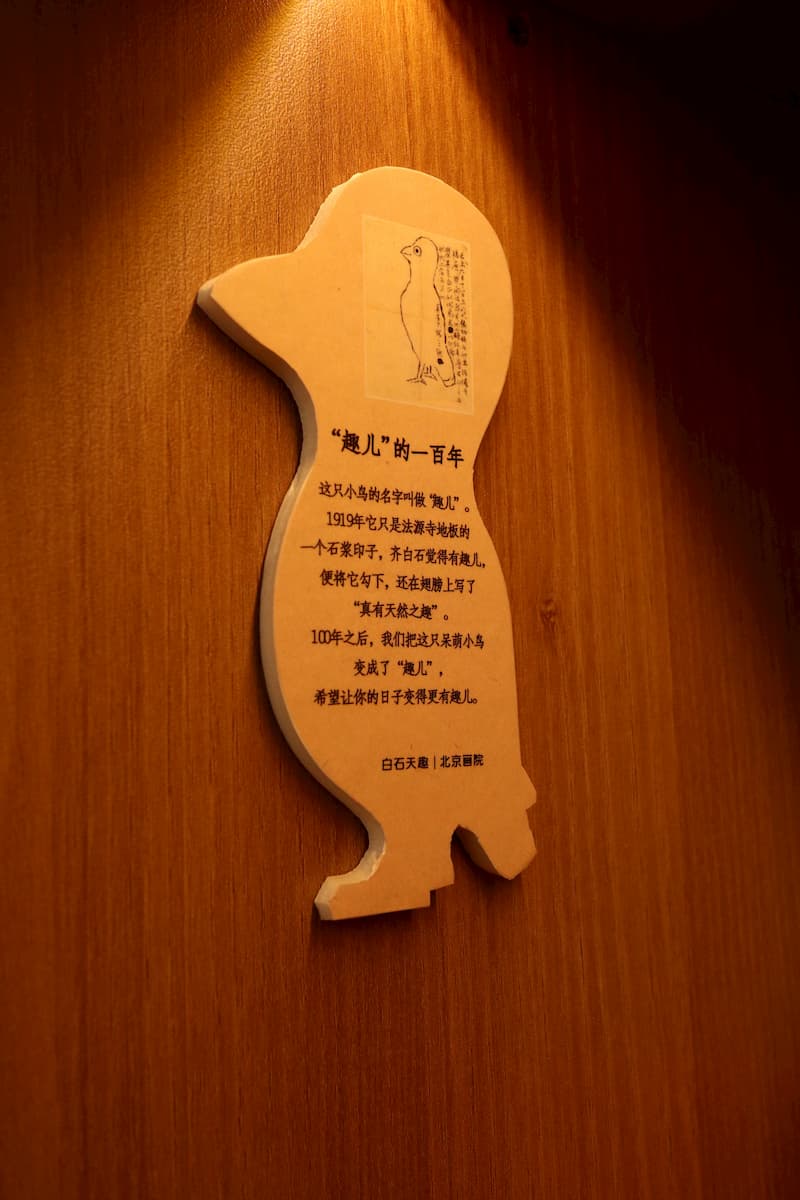 “趣儿”的一百年
这只小鸟的名字叫做“趣儿”。
1919年它只是法源寺地板的
一个石浆印子，齐白石觉得有趣儿，
便将它勾下，还在翅膀上写了
“真有天然之趣”。
100年之后，我们把这只呆萌小鸟
变成了“趣儿”，
希望让你的日子变得更有趣儿。
白石天趣｜北京画院